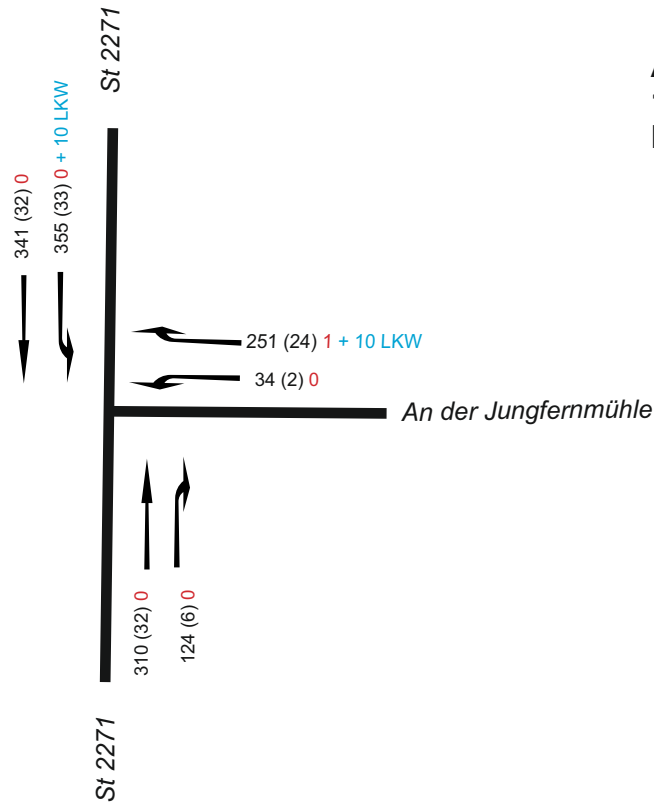 St 2271
341 (32) 0
355 (33) 0 + 10 LKW
251 (24) 1 + 10 LKW
34 (2) 0
An der Jungfernmühle
310 (32) 0
124 (6) 0
St 2271